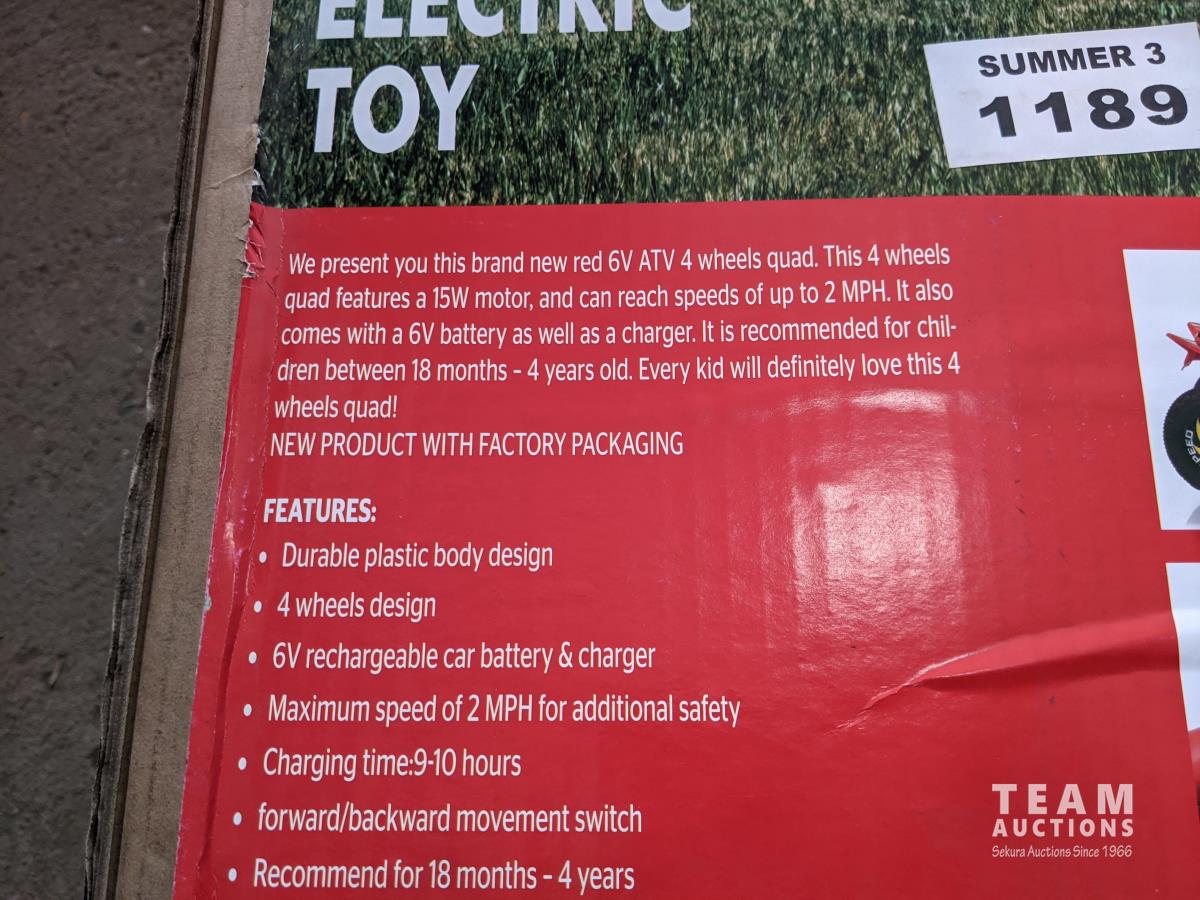 ELECTRIC
TOY
SUMMER 3
1189
We present you this brand new red 6V ATV 4 wheels quad. This 4 wheels
quad features a 15W motor, and can reach speeds of up to 2 MPH. It also
comes with a 6V battery as well as a charger. It is recommended for chil-
dren between 18 months - 4 years old. Every kid will definitely love this 4
wheels quad!
NEW PRODUCT WITH FACTORY PACKAGING
FEATURES:
• Durable plastic body design
• 4 wheels design
• 6V rechargeable car battery & charger
• Maximum speed of 2 MPH for additional safety
• Charging time:9-10 hours
• forward/backward movement switch
• Recommend for 18 months - 4 years
TEAM
AUCTIONS
Sekura Auctions Since 1966